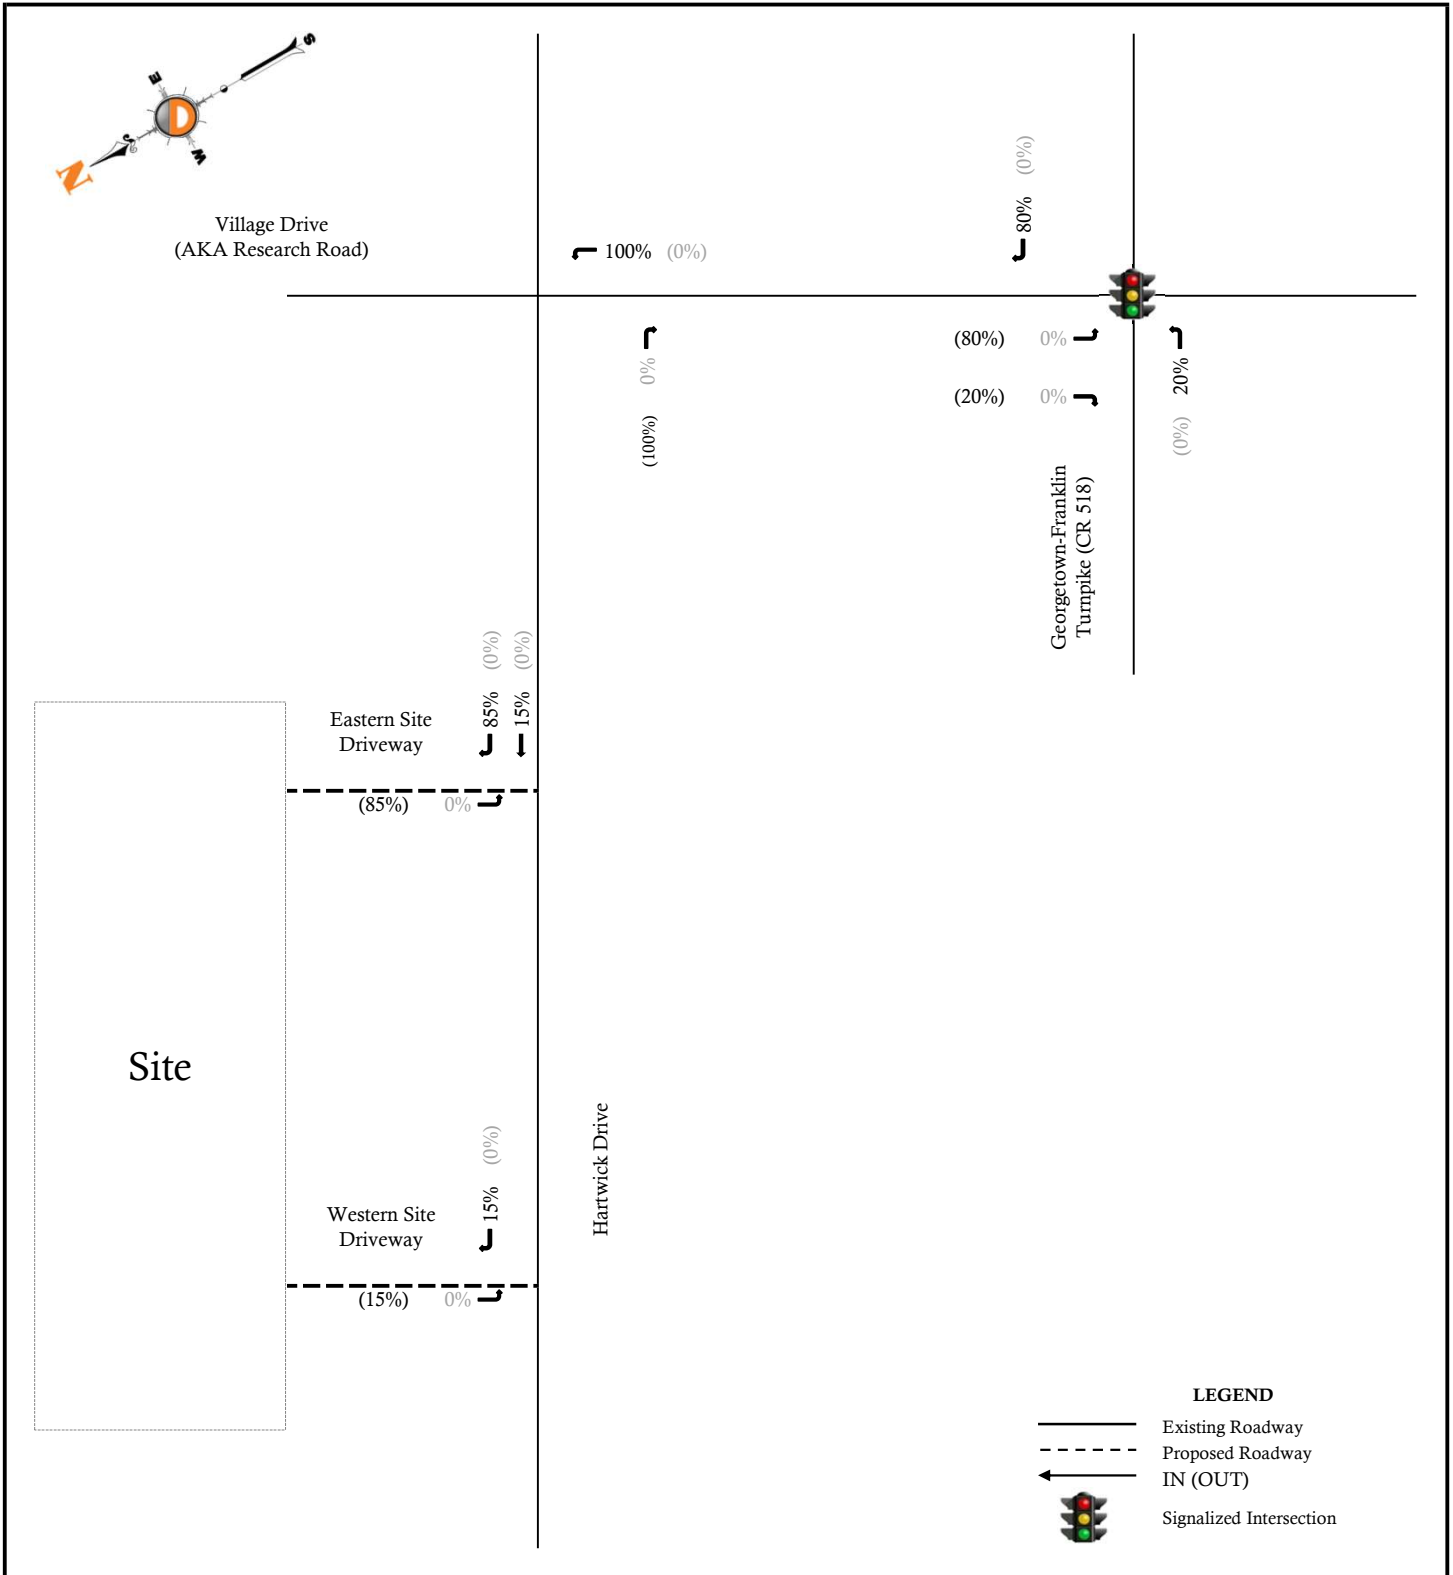 S
E
D
W
N
Village Drive
(AKA Research Road)
100% (0%)
80% (0%)
(80%) 0%
(20%) 0%
20% (0%)
(100%) 0%
Georgetown-Franklin
Turnpike (CR 518)
85% (0%)
15% (0%)
Eastern Site
Driveway
(85%) 0%
Site
Hartwick Drive
15% (0%)
Western Site
Driveway
(15%) 0%
LEGEND
Existing Roadway
Proposed Roadway
IN (OUT)
Signalized Intersection